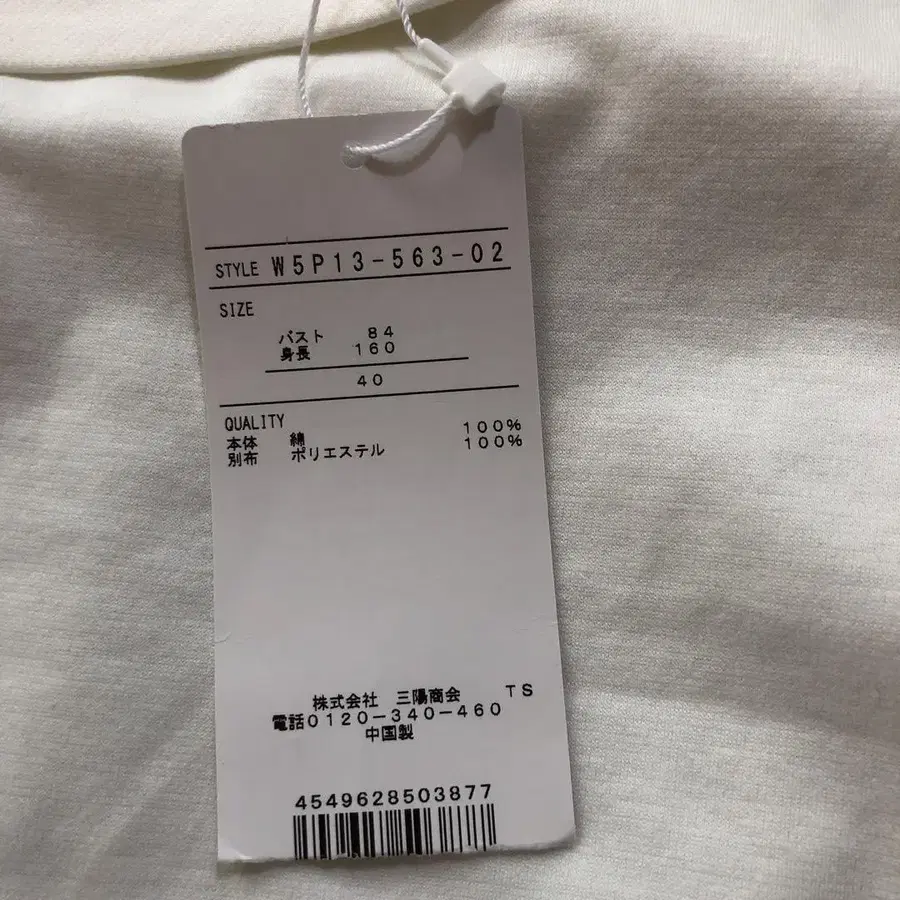 STYLE W5P13-563-02
SIZE
バスト 84
身長 160
40
QUALITY
本体 綿 100%
別布 ポリエステル 100%
株式会社 三陽商会 TS
電話0120-340-460
中国製
4549628503877